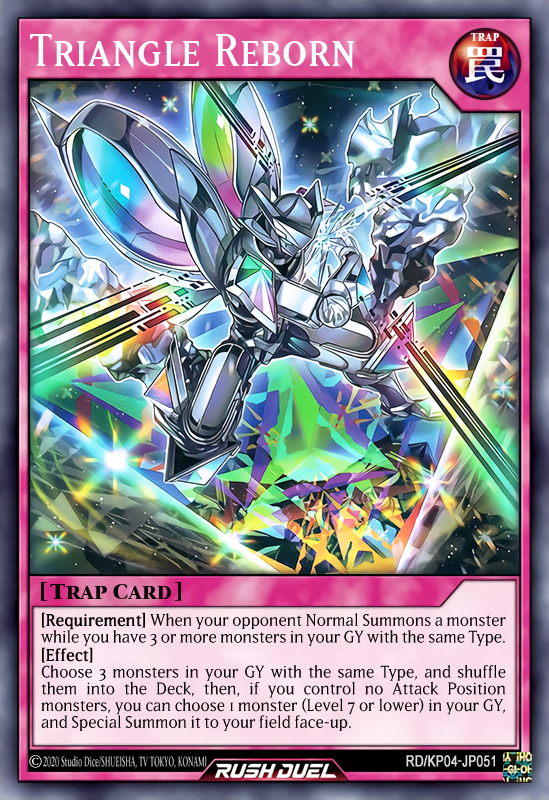 Triangle Reborn
TRAP
罠
[Trap Card]
[Requirement] When your opponent Normal Summons a monster
while you have 3 or more monsters in your GY with the same Type.
[Effect]
Choose 3 monsters in your GY with the same Type, and shuffle
them into the Deck, then, if you control no Attack Position
monsters, you can choose 1 monster (Level 7 or lower) in your GY,
and Special Summon it to your field face-up.
©2020 Studio Dice/SHUEISHA, TV TOKYO, KONAMI
RUSH DUEL
RD/KP04-JP051